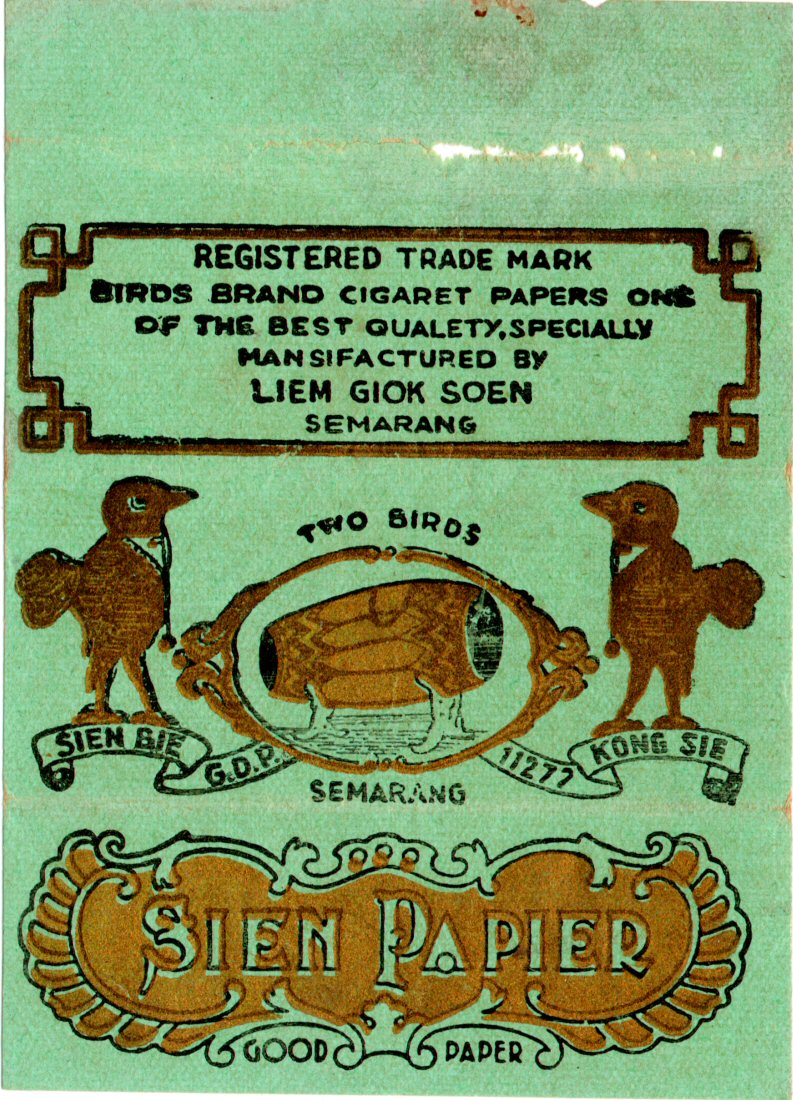 REGISTERED TRADE MARK
BIRDS BRAND CIGARET PAPERS ONE
OF THE BEST QUALETY, SPECIALLY
MANSIFACTURED BY
LIEM GIOK SOEN
SEMARANG
TWO BIRDS
SIEN BIE
G.D.P.
11277
KONG SIE
SEMARANG
SIEN PAPIER
GOOD PAPER